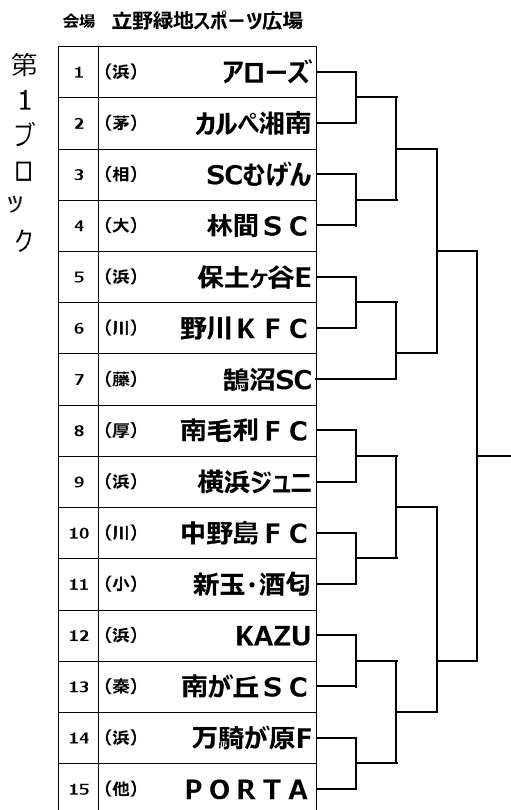 会場 立野緑地スポーツ広場
第1ブロック
1 （浜） アローズ
2 （茅） カルペ湘南
3 （相） SCむげん
4 （大） 林間ＳＣ
5 （浜） 保土ヶ谷E
6 （川） 野川ＫＦＣ
7 （藤） 鵠沼SC
8 （厚） 南毛利ＦＣ
9 （浜） 横浜ジュニ
10 （川） 中野島ＦＣ
11 （小） 新玉・酒匂
12 （浜） KAZU
13 （秦） 南が丘ＳＣ
14 （浜） 万騎が原F
15 （他） ＰＯＲＴＡ